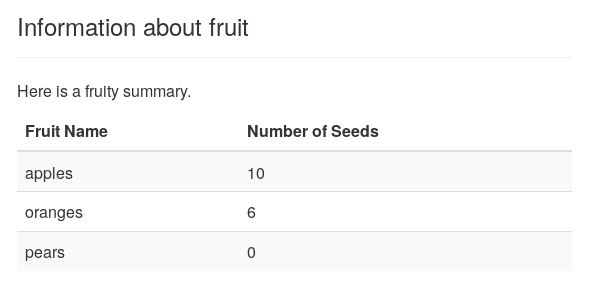 Information about fruit
Here is a fruity summary.
Fruit Name Number of Seeds
apples 10
oranges 6
pears 0